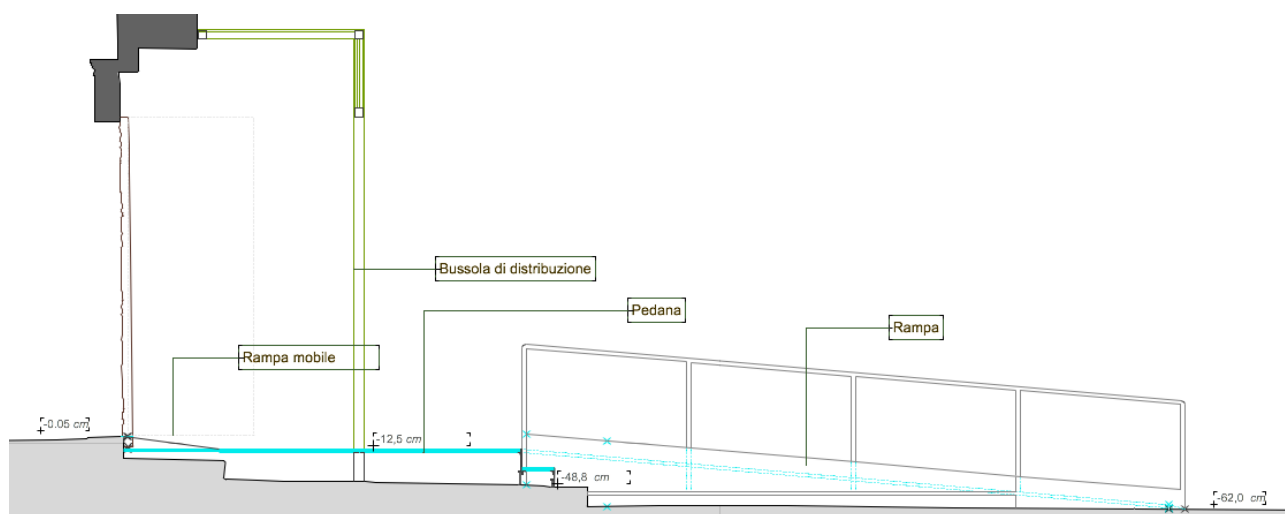 Bussola di distribuzione
Pedana
Rampa
Rampa mobile
-0.05 cm
-12,5 cm
-48,8 cm
-62,0 cm